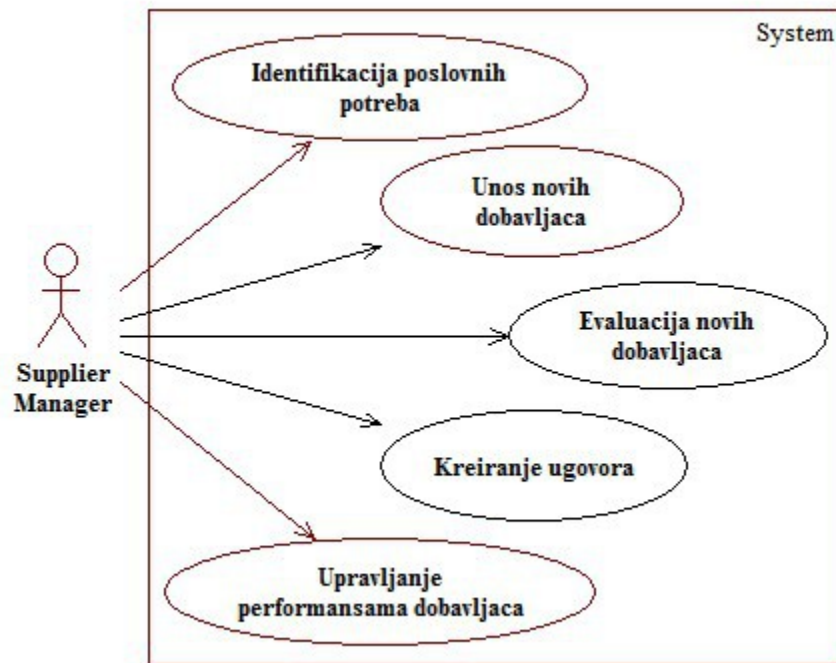 System
Identifikacija poslovnih
potreba
Unos novih
dobavljaca
Evaluacija novih
dobavljaca
Supplier
Manager
Kreiranje ugovora
Upravljanje
performansama dobavljaca